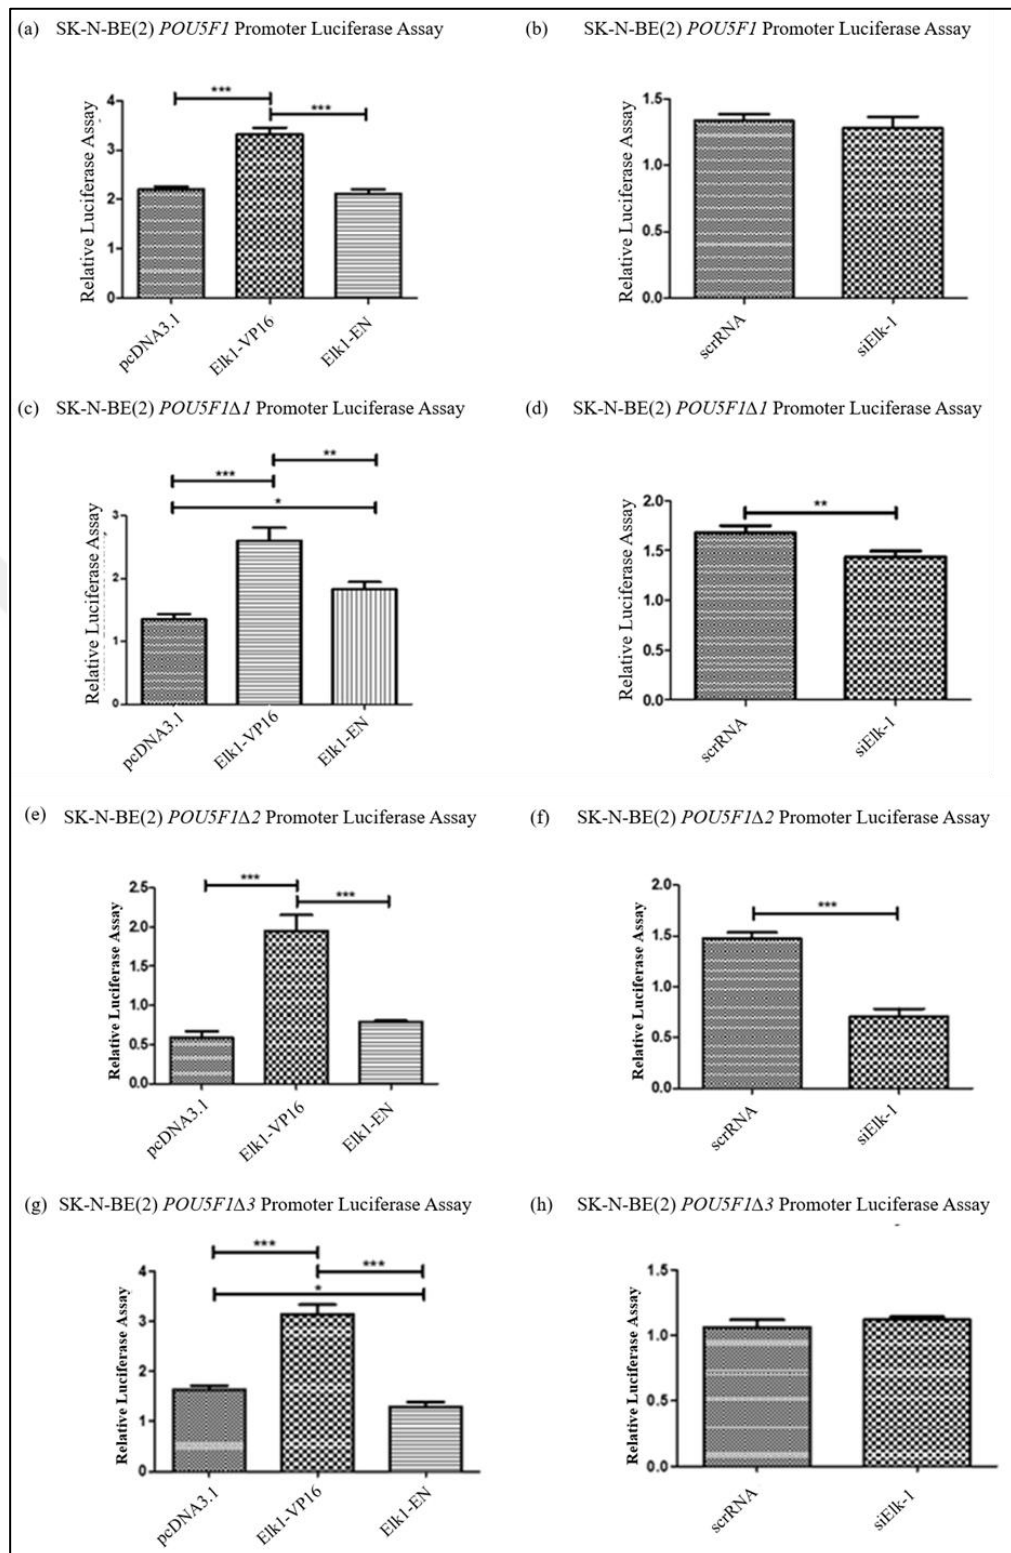 (a) SK-N-BE(2) POU5F1 Promoter Luciferase Assay
***
***
Relative Luciferase Assay
4
3
2
1
0
pcDNA3.1
Elk1-VP16
Elk1-EN
(b) SK-N-BE(2) POU5F1 Promoter Luciferase Assay
Relative Luciferase Assay
1.5
1.0
0.5
0.0
scrRNA
siElk-1
(c) SK-N-BE(2) POU5F1Δ1 Promoter Luciferase Assay
**
***
*
Relative Luciferase Assay
3
2
1
0
pcDNA3.1
Elk1-VP16
Elk1-EN
(d) SK-N-BE(2) POU5F1Δ1 Promoter Luciferase Assay
**
Relative Luciferase Assay
2.0
1.5
1.0
0.5
0.0
scrRNA
siElk-1
(e) SK-N-BE(2) POU5F1Δ2 Promoter Luciferase Assay
***
***
Relative Luciferase Assay
2.5
2.0
1.5
1.0
0.5
0.0
pcDNA3.1
Elk1-VP16
Elk1-EN
(f) SK-N-BE(2) POU5F1Δ2 Promoter Luciferase Assay
***
Relative Luciferase Assay
2.0
1.5
1.0
0.5
0.0
scrRNA
siElk-1
(g) SK-N-BE(2) POU5F1Δ3 Promoter Luciferase Assay
***
***
*
Relative Luciferase Assay
4
3
2
1
0
pcDNA3.1
Elk1-VP16
Elk1-EN
(h) SK-N-BE(2) POU5F1Δ3 Promoter Luciferase Assay
Relative Luciferase Assay
1.5
1.0
0.5
0.0
scrRNA
siElk-1